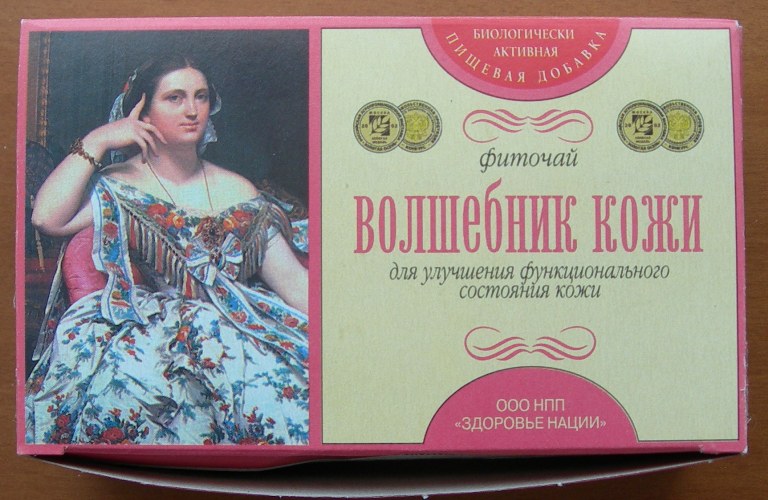 БИОЛОГИЧЕСКИ
АКТИВНАЯ
ПИЩЕВАЯ ДОБАВКА
фиточай
ВОЛШЕБНИК КОЖИ
для улучшения функционального
состояния кожи
ООО НПП
«ЗДОРОВЬЕ НАЦИИ»